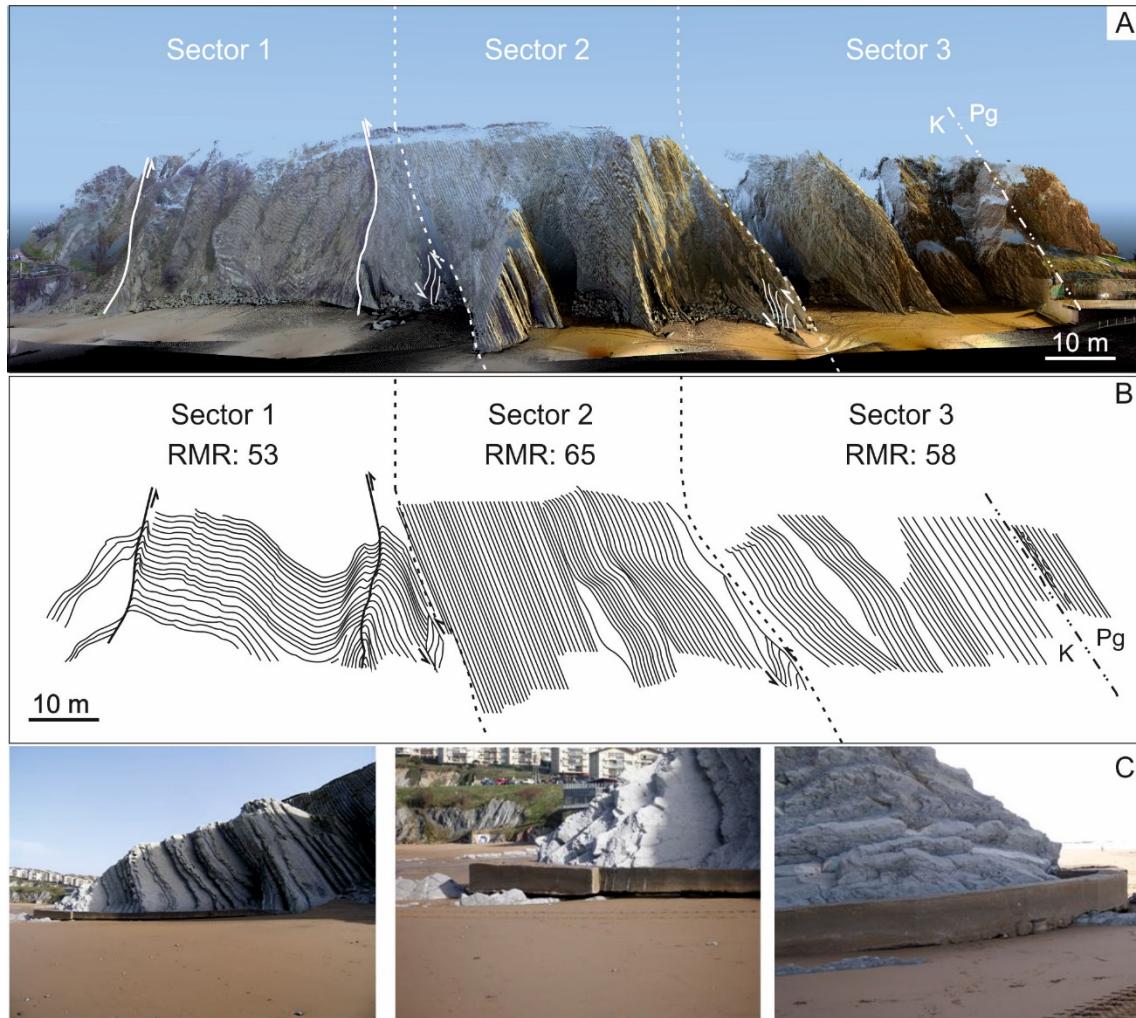 A
Sector 1
Sector 2
Sector 3
K
Pg
10 m
B
Sector 1
RMR: 53
Sector 2
RMR: 65
Sector 3
RMR: 58
K
Pg
10 m
C